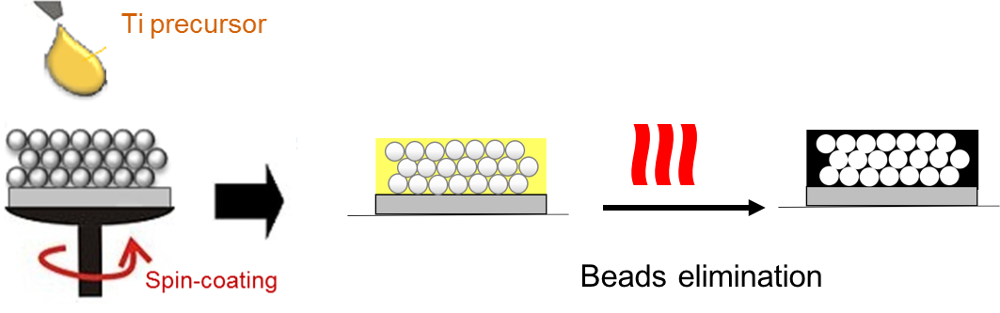 Ti precursor
Spin-coating
Beads elimination